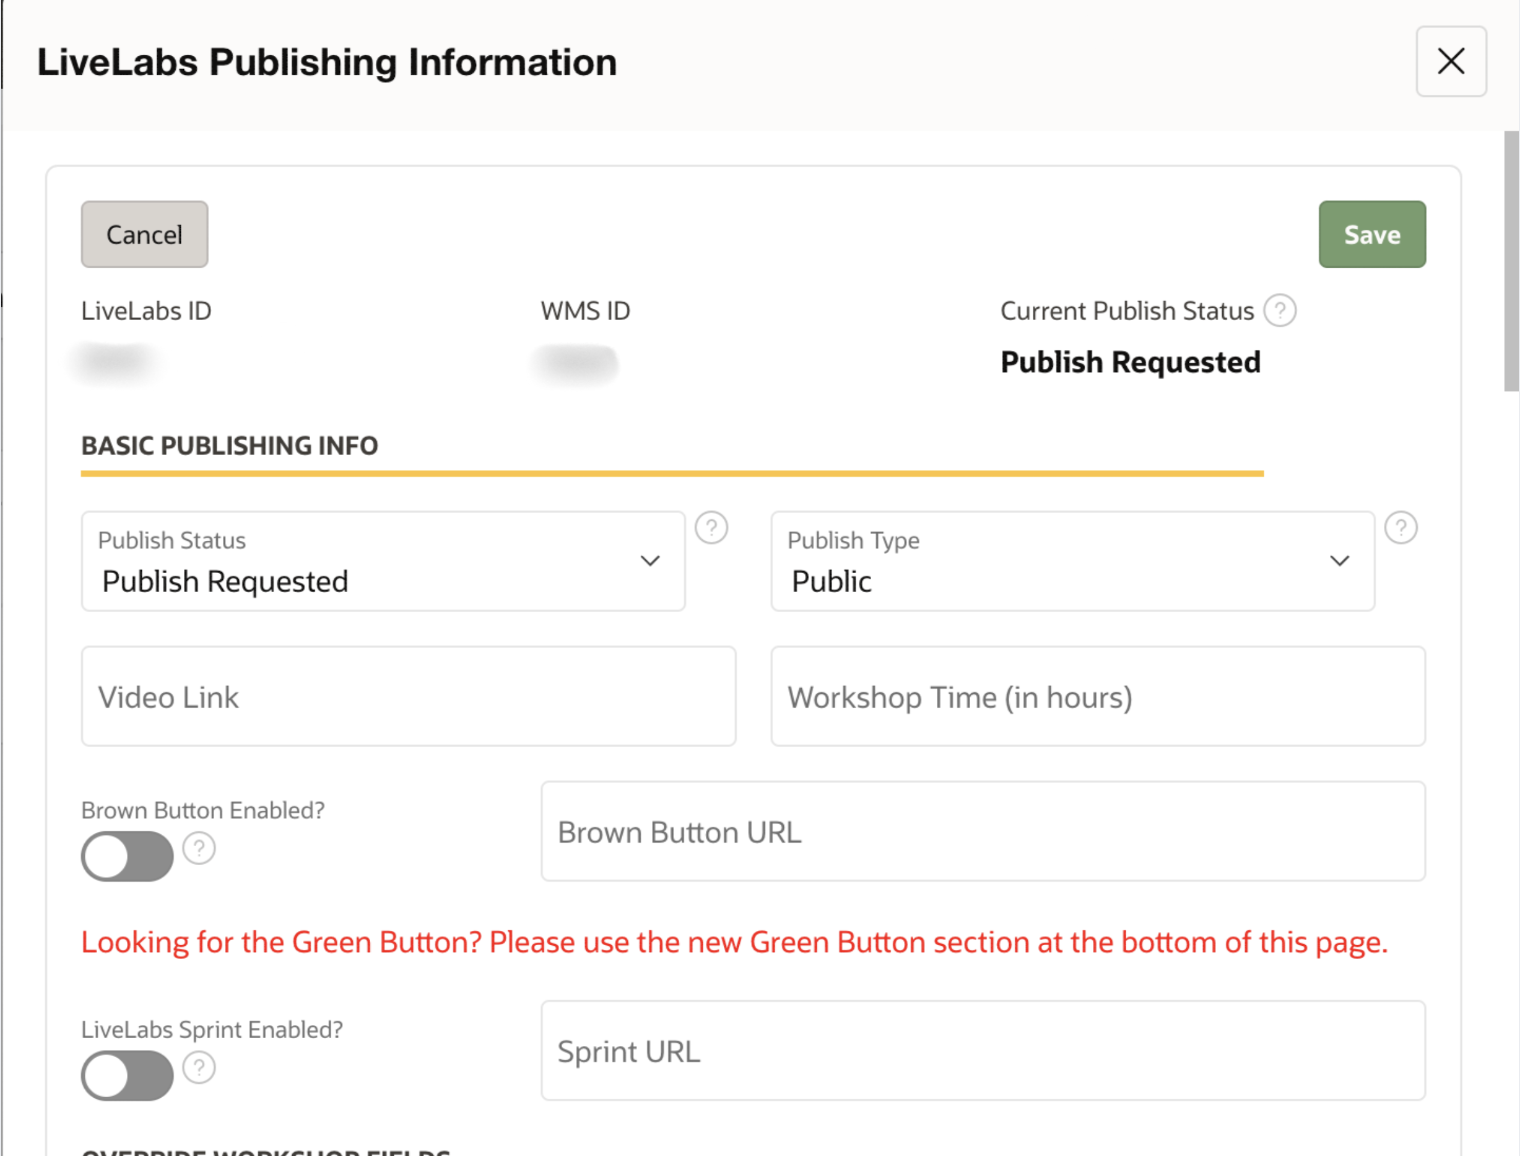 LiveLabs Publishing Information
Cancel
Save
LiveLabs ID
WMS ID
Current Publish Status ?
Publish Requested
BASIC PUBLISHING INFO
Publish Status
Publish Requested
?
Publish Type
Public
?
Video Link
Workshop Time (in hours)
Brown Button Enabled?
?
Brown Button URL
Looking for the Green Button? Please use the new Green Button section at the bottom of this page.
LiveLabs Sprint Enabled?
?
Sprint URL
OVERRIDE WORKSHOP FIELDS